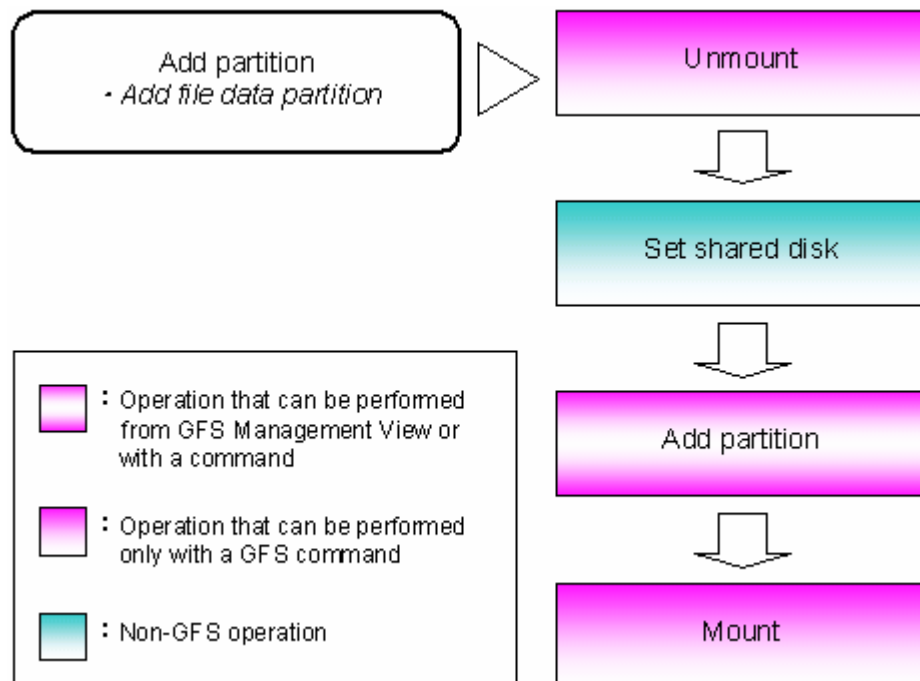 Add partition
・Add file data partition
Unmount
Set shared disk
Add partition
Mount
: Operation that can be performed
from GFS Management View or
with a command
: Operation that can be performed
only with a GFS command
: Non-GFS operation